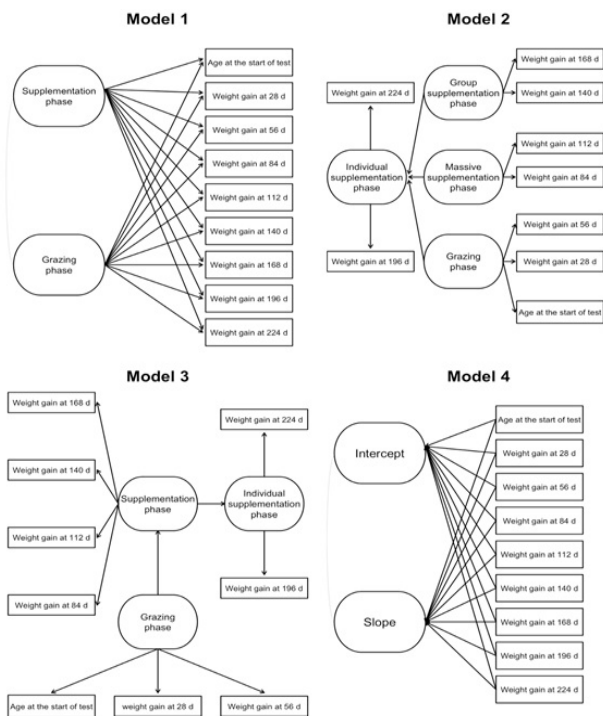 Model 1
Supplementation
phase
Grazing
phase
Age at the start of test
Weight gain at 28 d
Weight gain at 56 d
Weight gain at 84 d
Weight gain at 112 d
Weight gain at 140 d
Weight gain at 168 d
Weight gain at 196 d
Weight gain at 224 d
Model 2
Weight gain at 224 d
Individual
supplementation
phase
Weight gain at 196 d
Group
supplementation
phase
Massive
supplementation
phase
Grazing
phase
Weight gain at 168 d
Weight gain at 140 d
Weight gain at 112 d
Weight gain at 84 d
Weight gain at 56 d
Weight gain at 28 d
Age at the start of test
Model 3
Weight gain at 168 d
Weight gain at 140 d
Weight gain at 112 d
Weight gain at 84 d
Supplementation
phase
Weight gain at 224 d
Individual
supplementation
phase
Weight gain at 196 d
Grazing
phase
Age at the start of test
weight gain at 28 d
Weight gain at 56 d
Model 4
Intercept
Slope
Age at the start of test
Weight gain at 28 d
Weight gain at 56 d
Weight gain at 84 d
Weight gain at 112 d
Weight gain at 140 d
Weight gain at 168 d
Weight gain at 196 d
Weight gain at 224 d